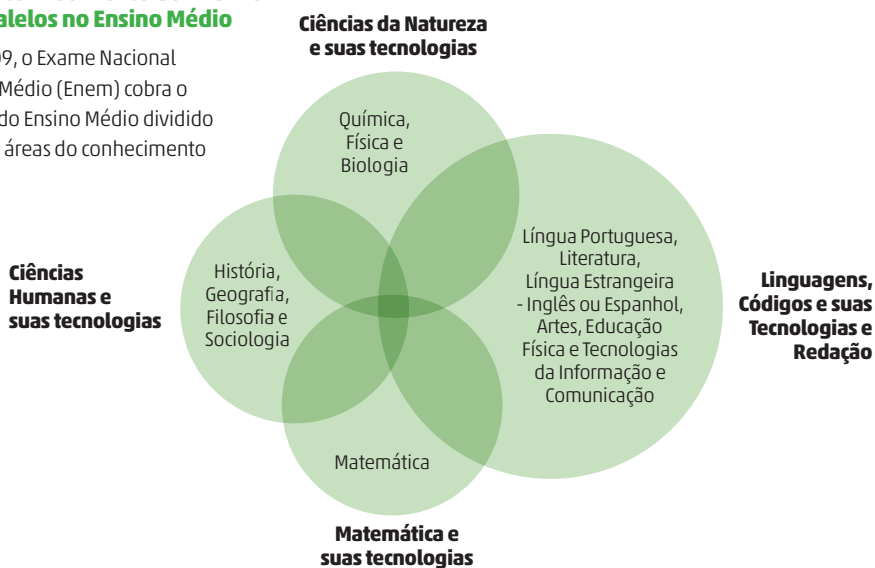 alelos no Ensino Médio
09, o Exame Nacional
Médio (Enem) cobra o
do Ensino Médio dividido
áreas do conhecimento
Ciências da Natureza
e suas tecnologias
Química,
Física e
Biologia
Ciências
Humanas e
suas tecnologias
História,
Geografia,
Filosofia e
Sociologia
Língua Portuguesa,
Literatura,
Língua Estrangeira
- Inglês ou Espanhol,
Artes, Educação
Física e Tecnologias
da Informação e
Comunicação
Linguagens,
Códigos e suas
Tecnologias e
Redação
Matemática
Matemática e
suas tecnologias